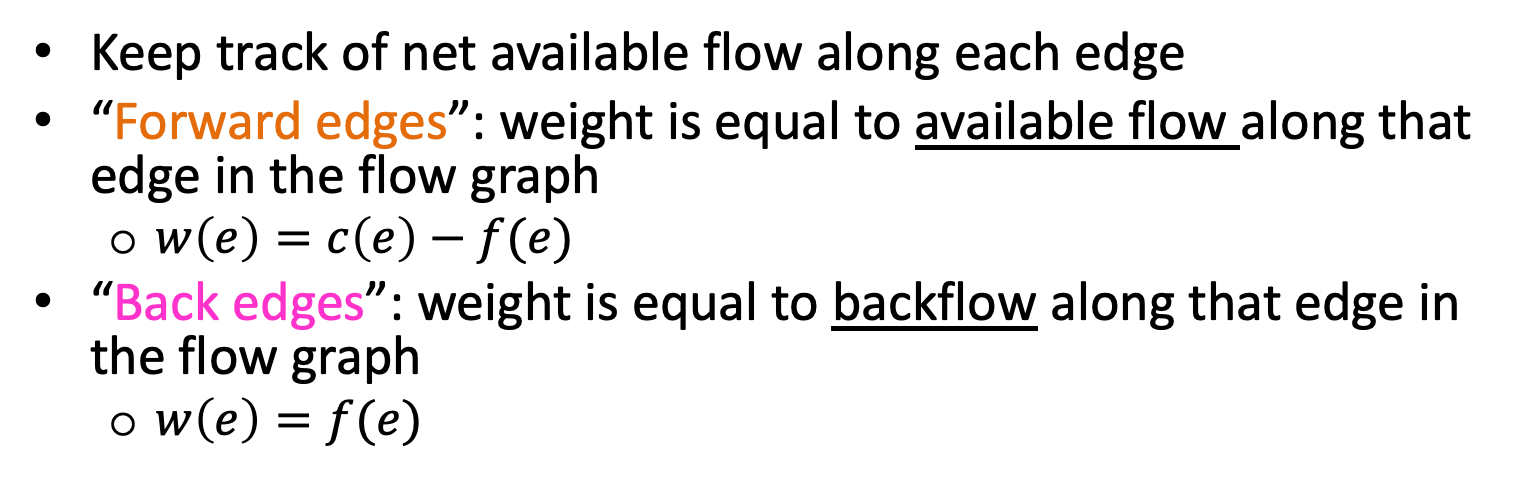 • Keep track of net available flow along each edge
• “Forward edges”: weight is equal to available flow along that
edge in the flow graph
○ w(e) = c(e) − f(e)
• “Back edges”: weight is equal to backflow along that edge in
the flow graph
○ w(e) = f(e)